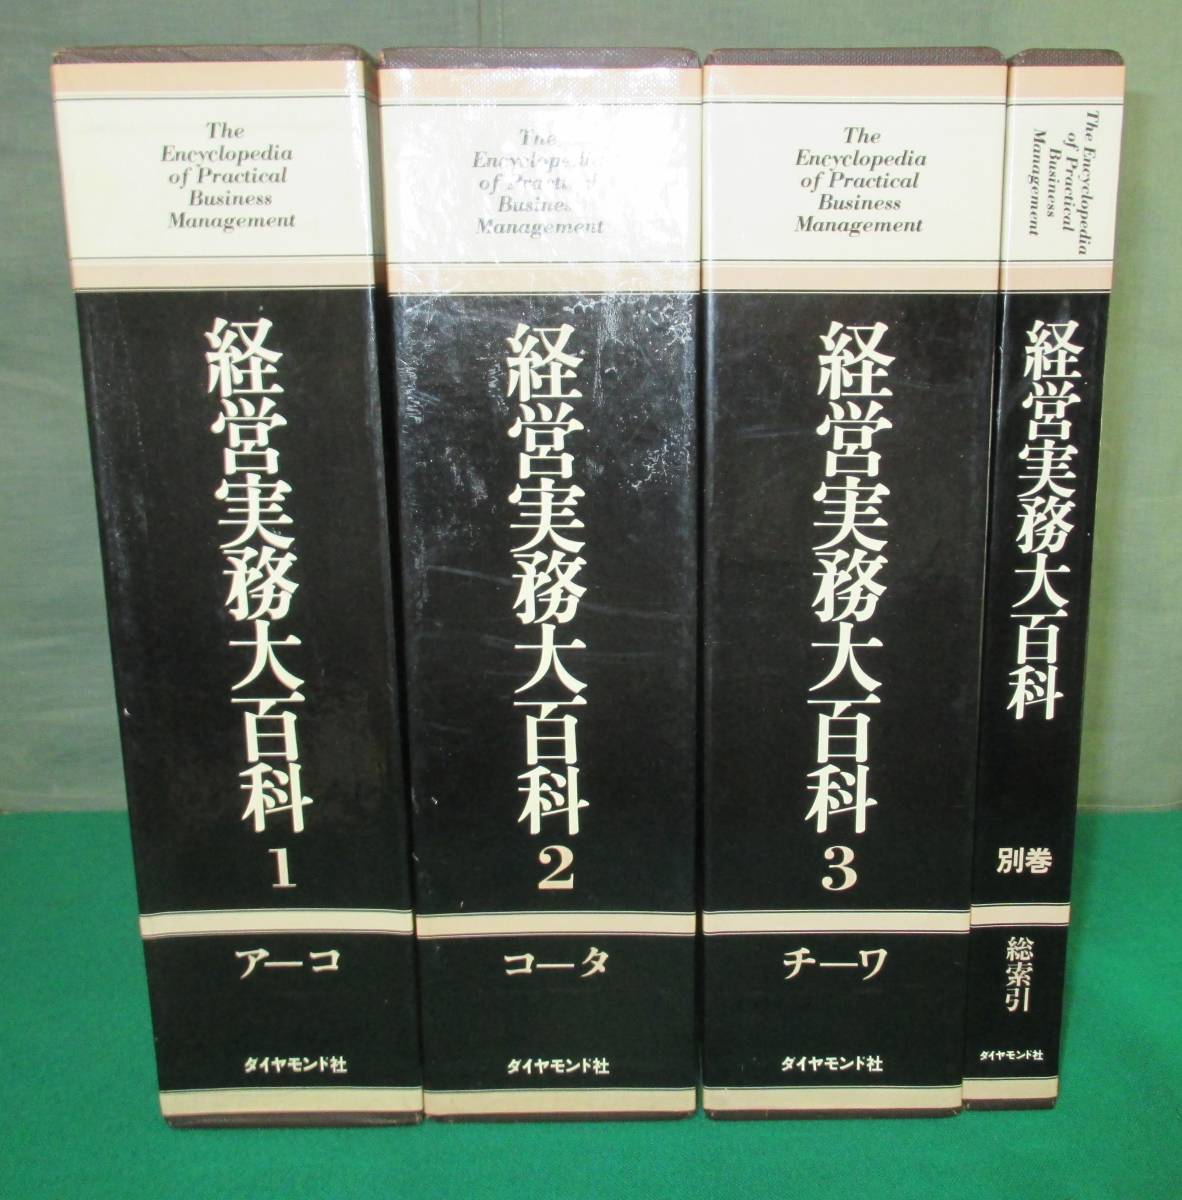 The
Encyclopedia
of Practical
Business
Management
経営実務大百科
1
ア—コ
ダイヤモンド社
The
Encyclopedia
of Practical
Business
Management
経営実務大百科
2
コ—タ
ダイヤモンド社
The
Encyclopedia
of Practical
Business
Management
経営実務大百科
3
チ—ワ
ダイヤモンド社
The Encyclopedia
of Practical
Business
Management
経営実務大百科
別巻
総索引
ダイヤモンド社